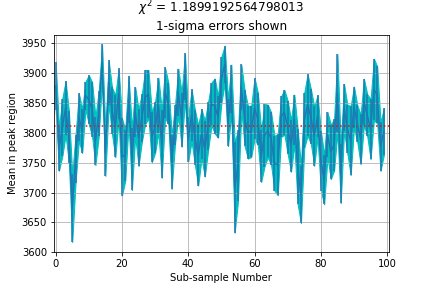 χ² = 1.1899192564798013
1-sigma errors shown
3950
3900
3850
3800
3750
3700
3650
3600
Mean in peak region
0 20 40 60 80 100
Sub-sample Number